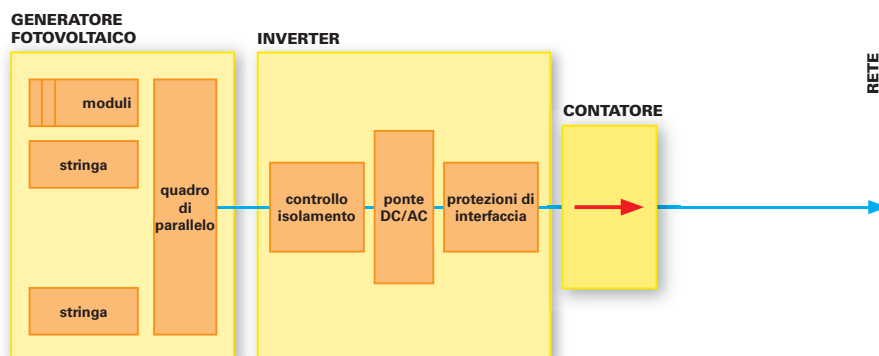 GENERATORE
FOTOVOLTAICO
INVERTER
RETE
CONTATORE
moduli
stringa
quadro
di
parallelo
controllo
isolamento
ponte
DC/AC
protezioni di
interfaccia
stringa